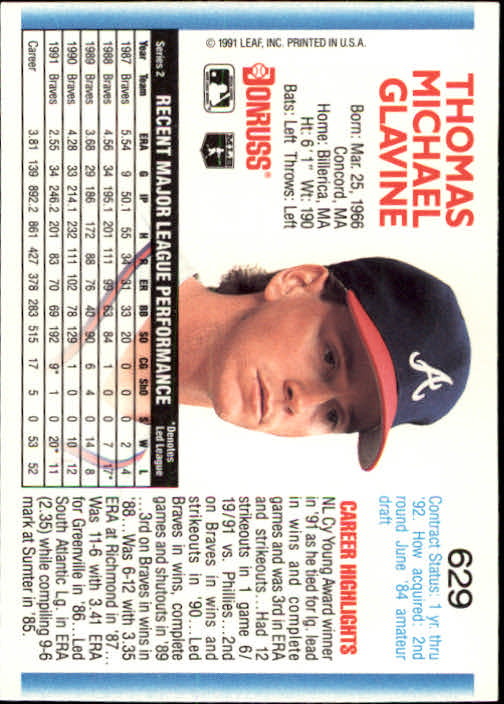 629
THOMAS
MICHAEL
GLAVINE
Born: Mar. 25, 1966
Concord, MA
Home: Billerica, MA
Ht: 6'1" Wt: 190
Bats: Left Throws: Left
DONRUSS®
MLBPA
© 1991 LEAF, INC. PRINTED IN U.S.A.
A
Contract Status: 1 yr. thru
'92. How acquired: 2nd
round June '84 amateur
draft
CAREER HIGHLIGHTS
NL Cy Young Award winner
in '91 as he tied for lg. lead
in wins and complete
games and was 3rd in ERA
and strikeouts...Had 12
strikeouts in 1 game 6/
19/91 vs. Phillies. 2nd
on Braves in wins and
strikeouts in '90...Led
Braves in wins, complete
games and shutouts in '89
...3rd on Braves in wins in
'88...Was 6-12 with 3.35
ERA at Richmond in '87...
Was 11-6 with 3.41 ERA
for Greenville in '86...Led
South Atlantic Lg. in ERA
(2.35) while compiling 9-6
mark at Sumter in '85.
Series 2 RECENT MAJOR LEAGUE PERFORMANCE *Denotes
Led League
Year Team ERA G IP H R ER BB SO CG ShO S W L
1987 Braves 5.54 9 50.1 55 34 31 33 20 0 0 0 2 4
1988 Braves 4.56 34 195.1 201 111 99 63 84 1 0 0 7 17*
1989 Braves 3.68 29 186 172 88 76 40 90 6 4 0 14 8
1990 Braves 4.28 33 214.1 232 111 102 78 129 1 0 0 10 12
1991 Braves 2.55 34 246.2 201 83 70 69 192 9* 1 0 20* 11
Career 3.81 139 892.2 861 427 378 283 515 17 5 0 53 52